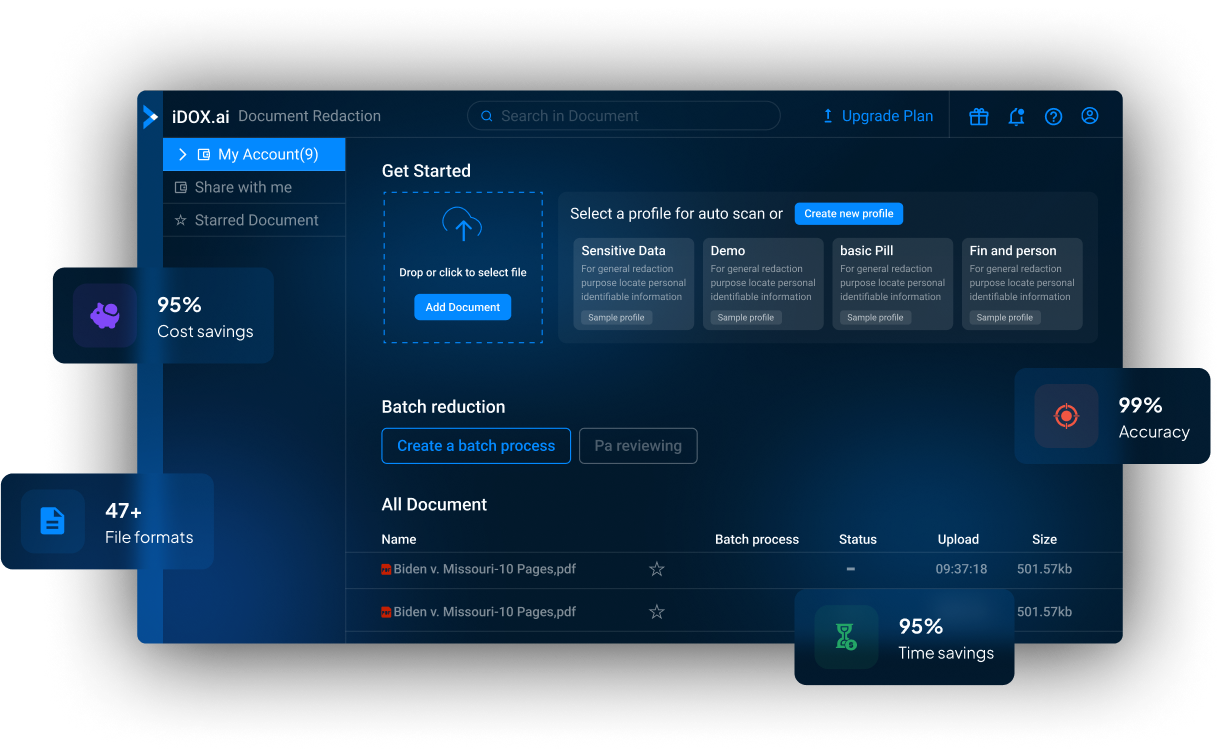 iDOX.ai Document Redaction
Search in Document
Upgrade Plan
My Account(9)
Share with me
Starred Document
Get Started
Drop or click to select file
Add Document
Select a profile for auto scan or
Create new profile
Sensitive Data
For general redaction
purpose locate personal
identifiable information
Sample profile
Demo
For general redaction
purpose locate personal
identifiable information
Sample profile
basic Pill
For general redaction
purpose locate personal
identifiable information
Sample profile
Fin and person
For general redaction
purpose locate personal
identifiable information
Sample profile
95%
Cost savings
99%
Accuracy
Batch reduction
Create a batch process
Pa reviewing
47+
File formats
All Document
Name Batch process Status Upload Size
Biden v. Missouri-10 Pages,pdf 09:37:18 501.57kb
Biden v. Missouri-10 Pages,pdf 501.57kb
95%
Time savings